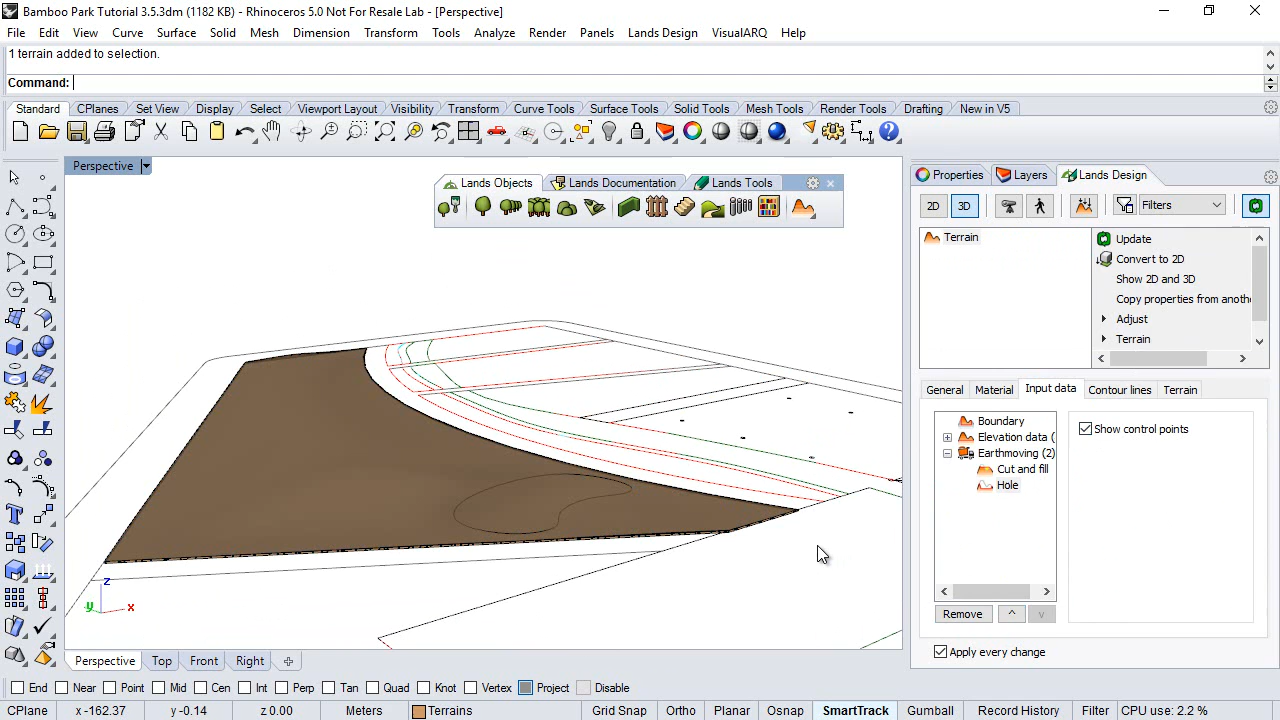 Bamboo Park Tutorial 3.5.3dm (1182 KB) - Rhinoceros 5.0 Not For Resale Lab - [Perspective]
File Edit View Curve Surface Solid Mesh Dimension Transform Tools Analyze Render Panels Lands Design VisualARQ Help
1 terrain added to selection.
Command:
Standard CPlanes Set View Display Select Viewport Layout Visibility Transform Curve Tools Surface Tools Solid Tools Mesh Tools Render Tools Drafting New in V5
Perspective
Lands Objects Lands Documentation Lands Tools
Properties Layers Lands Design
2D 3D Filters
Terrain
Update
Convert to 2D
Show 2D and 3D
Copy properties from anothe
Adjust
Terrain
General Material Input data Contour lines Terrain
Boundary
Elevation data (
Earthmoving (2)
Cut and fill
Hole
Show control points
Remove ^ v
Apply every change
z
y x
Perspective Top Front Right
End Near Point Mid Cen Int Perp Tan Quad Knot Vertex Project Disable
CPlane x -162.37 y -0.14 z 0.00 Meters Terrains Grid Snap Ortho Planar Osnap SmartTrack Gumball Record History Filter CPU use: 2.2 %